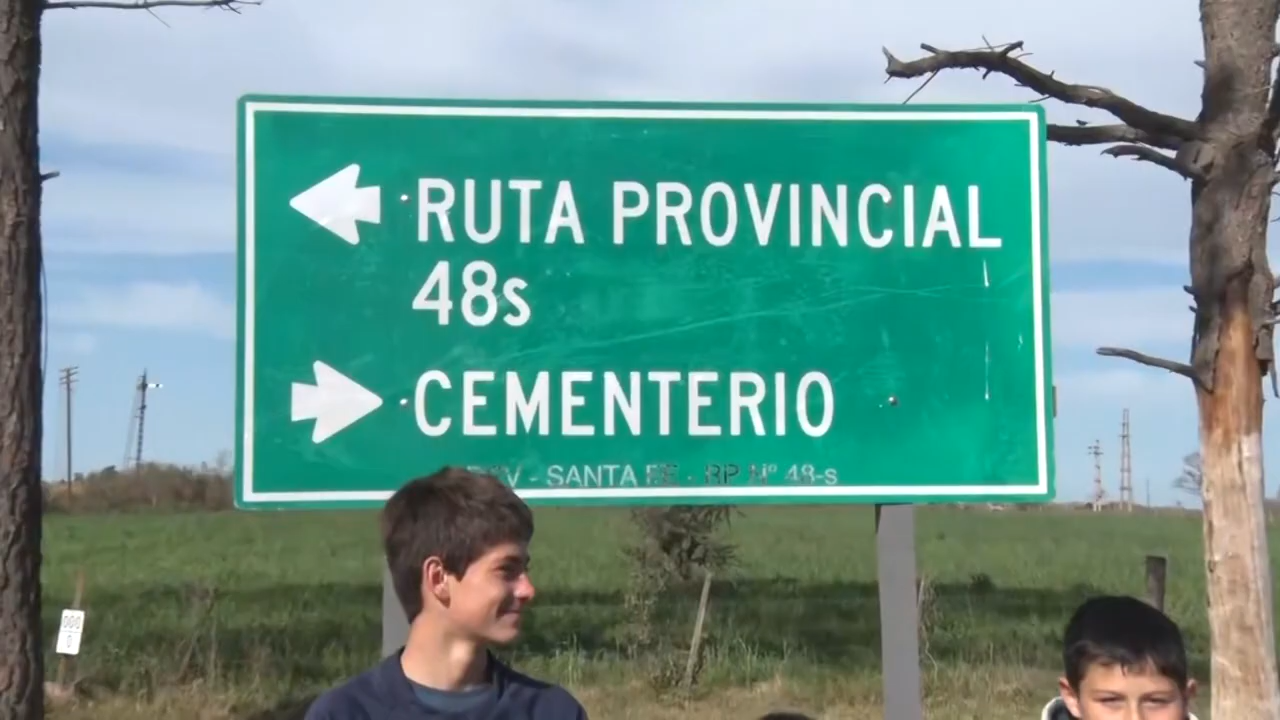 RUTA PROVINCIAL
48s
CEMENTERIO
- SANTA FE - RP Nº 48-s